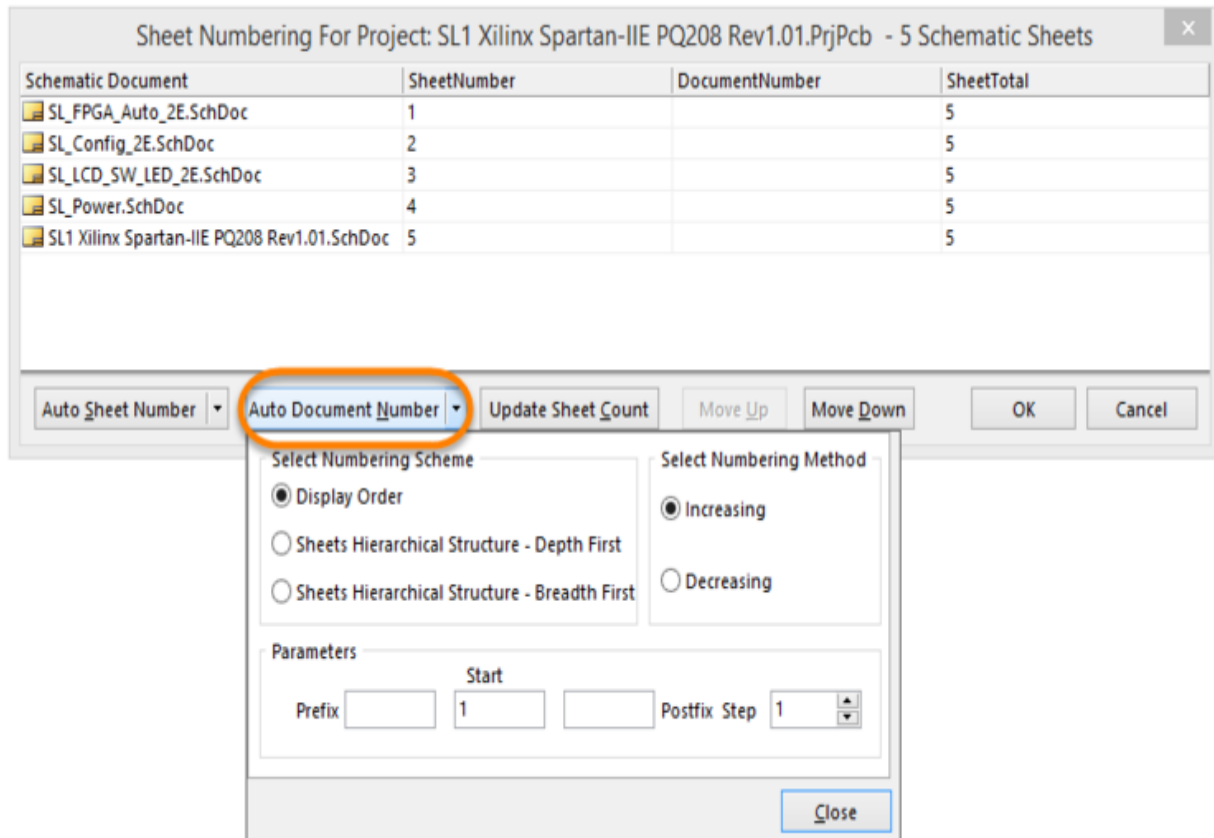 Sheet Numbering For Project: SL1 Xilinx Spartan-IIE PQ208 Rev1.01.PrjPcb - 5 Schematic Sheets
x
Schematic Document SheetNumber DocumentNumber SheetTotal
SL_FPGA_Auto_2E.SchDoc 1 5
SL_Config_2E.SchDoc 2 5
SL_LCD_SW_LED_2E.SchDoc 3 5
SL_Power.SchDoc 4 5
SL1 Xilinx Spartan-IIE PQ208 Rev1.01.SchDoc 5 5
Auto Sheet Number Auto Document Number Update Sheet Count Move Up Move Down OK Cancel
Select Numbering Scheme Select Numbering Method
Display Order
Increasing
Sheets Hierarchical Structure - Depth First
Decreasing
Sheets Hierarchical Structure - Breadth First
Parameters
Start
Prefix 1 Postfix Step 1
Close